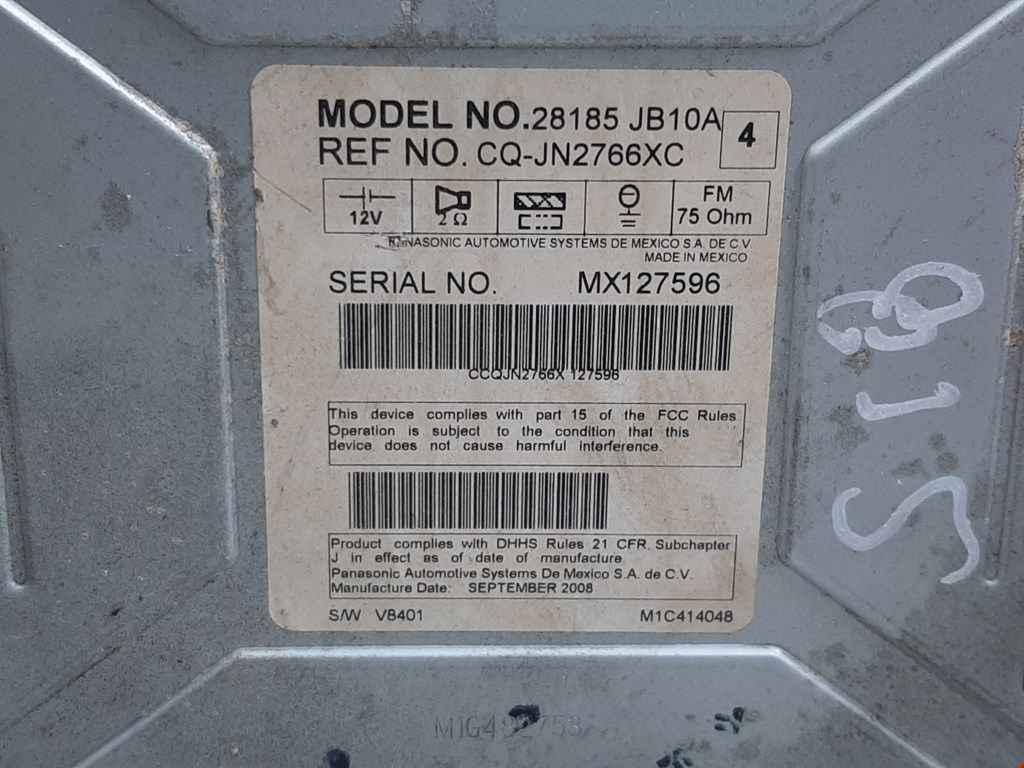 MODEL NO.28185 JB10A 4
REF NO. CQ-JN2766XC
12V 2 Ω FM 75 Ohm
PANASONIC AUTOMOTIVE SYSTEMS DE MEXICO S.A. DE C.V.
MADE IN MEXICO
SERIAL NO. MX127596
CCQJN2766X 127596
This device complies with part 15 of the FCC Rules
Operation is subject to the condition that this
device does not cause harmful interference.
Product complies with DHHS Rules 21 CFR, Subchapter
J in effect as of date of manufacture.
Panasonic Automotive Systems De Mexico S.A. de C.V.
Manufacture Date: SEPTEMBER 2008
S/W V8401 M1C414048